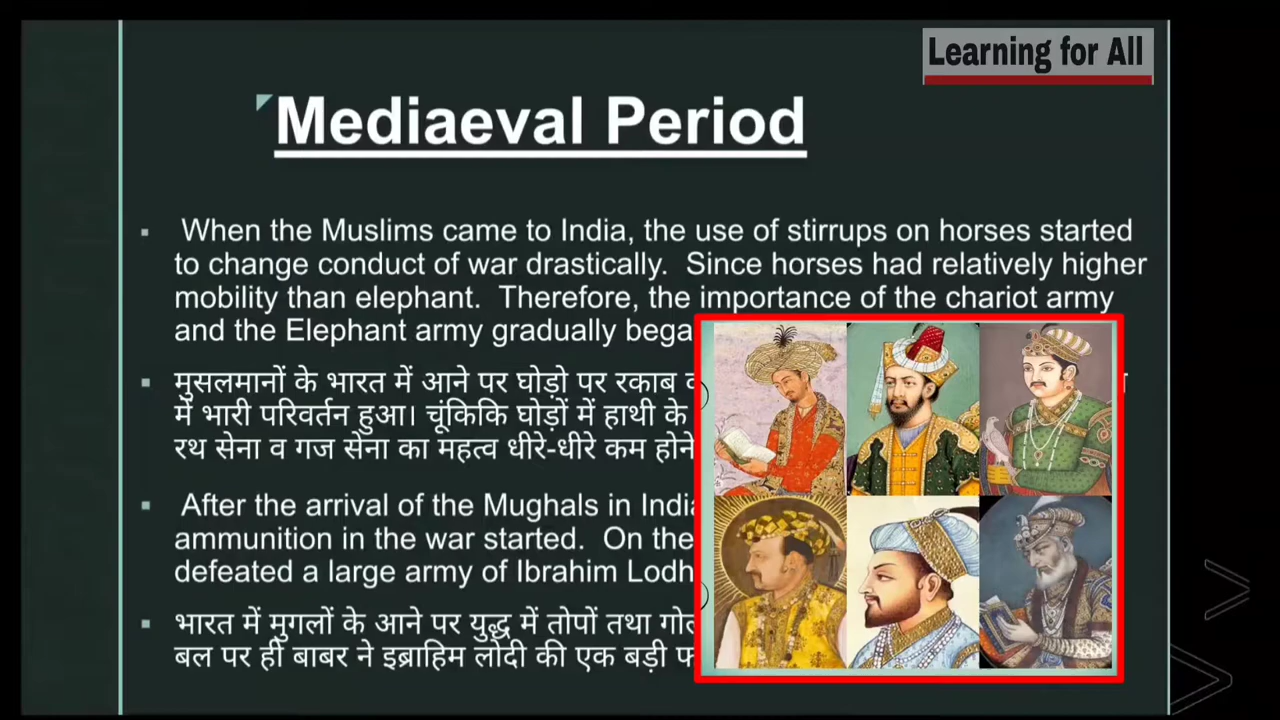 Learning for All
Mediaeval Period
When the Muslims came to India, the use of stirrups on horses started
to change conduct of war drastically. Since horses had relatively higher
mobility than elephant. Therefore, the importance of the chariot army
and the Elephant army gradually bega
मुसलमानों के भारत में आने पर घोड़ो पर रकाब
में भारी परिवर्तन हुआ। चूंकिकि घोड़ों में हाथी के
रथ सेना व गज सेना का महत्व धीरे-धीरे कम होने
After the arrival of the Mughals in India
ammunition in the war started. On the
defeated a large army of Ibrahim Lodh
भारत में मुगलों के आने पर युद्ध में तोपों तथा
बल पर ही बाबर ने इब्राहिम लोदी की एक बड़ी